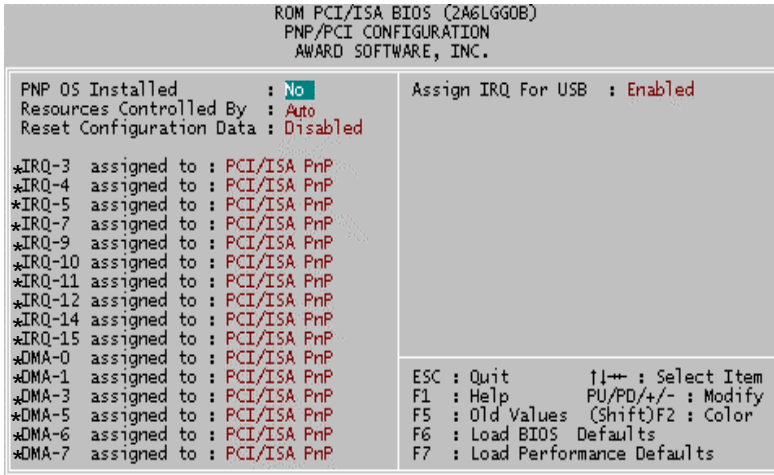 ROM PCI/ISA BIOS (2A6LGG0B)
PNP/PCI CONFIGURATION
AWARD SOFTWARE, INC.
PNP OS Installed : No
Resources Controlled By : Auto
Reset Configuration Data : Disabled
*IRQ-3 assigned to : PCI/ISA PnP
*IRQ-4 assigned to : PCI/ISA PnP
*IRQ-5 assigned to : PCI/ISA PnP
*IRQ-7 assigned to : PCI/ISA PnP
*IRQ-9 assigned to : PCI/ISA PnP
*IRQ-10 assigned to : PCI/ISA PnP
*IRQ-11 assigned to : PCI/ISA PnP
*IRQ-12 assigned to : PCI/ISA PnP
*IRQ-14 assigned to : PCI/ISA PnP
*IRQ-15 assigned to : PCI/ISA PnP
*DMA-0 assigned to : PCI/ISA PnP
*DMA-1 assigned to : PCI/ISA PnP
*DMA-3 assigned to : PCI/ISA PnP
*DMA-5 assigned to : PCI/ISA PnP
*DMA-6 assigned to : PCI/ISA PnP
*DMA-7 assigned to : PCI/ISA PnP
Assign IRQ For USB : Enabled
ESC : Quit ↑↓→← : Select Item
F1 : Help PU/PD/+/- : Modify
F5 : Old Values (Shift)F2 : Color
F6 : Load BIOS Defaults
F7 : Load Performance Defaults